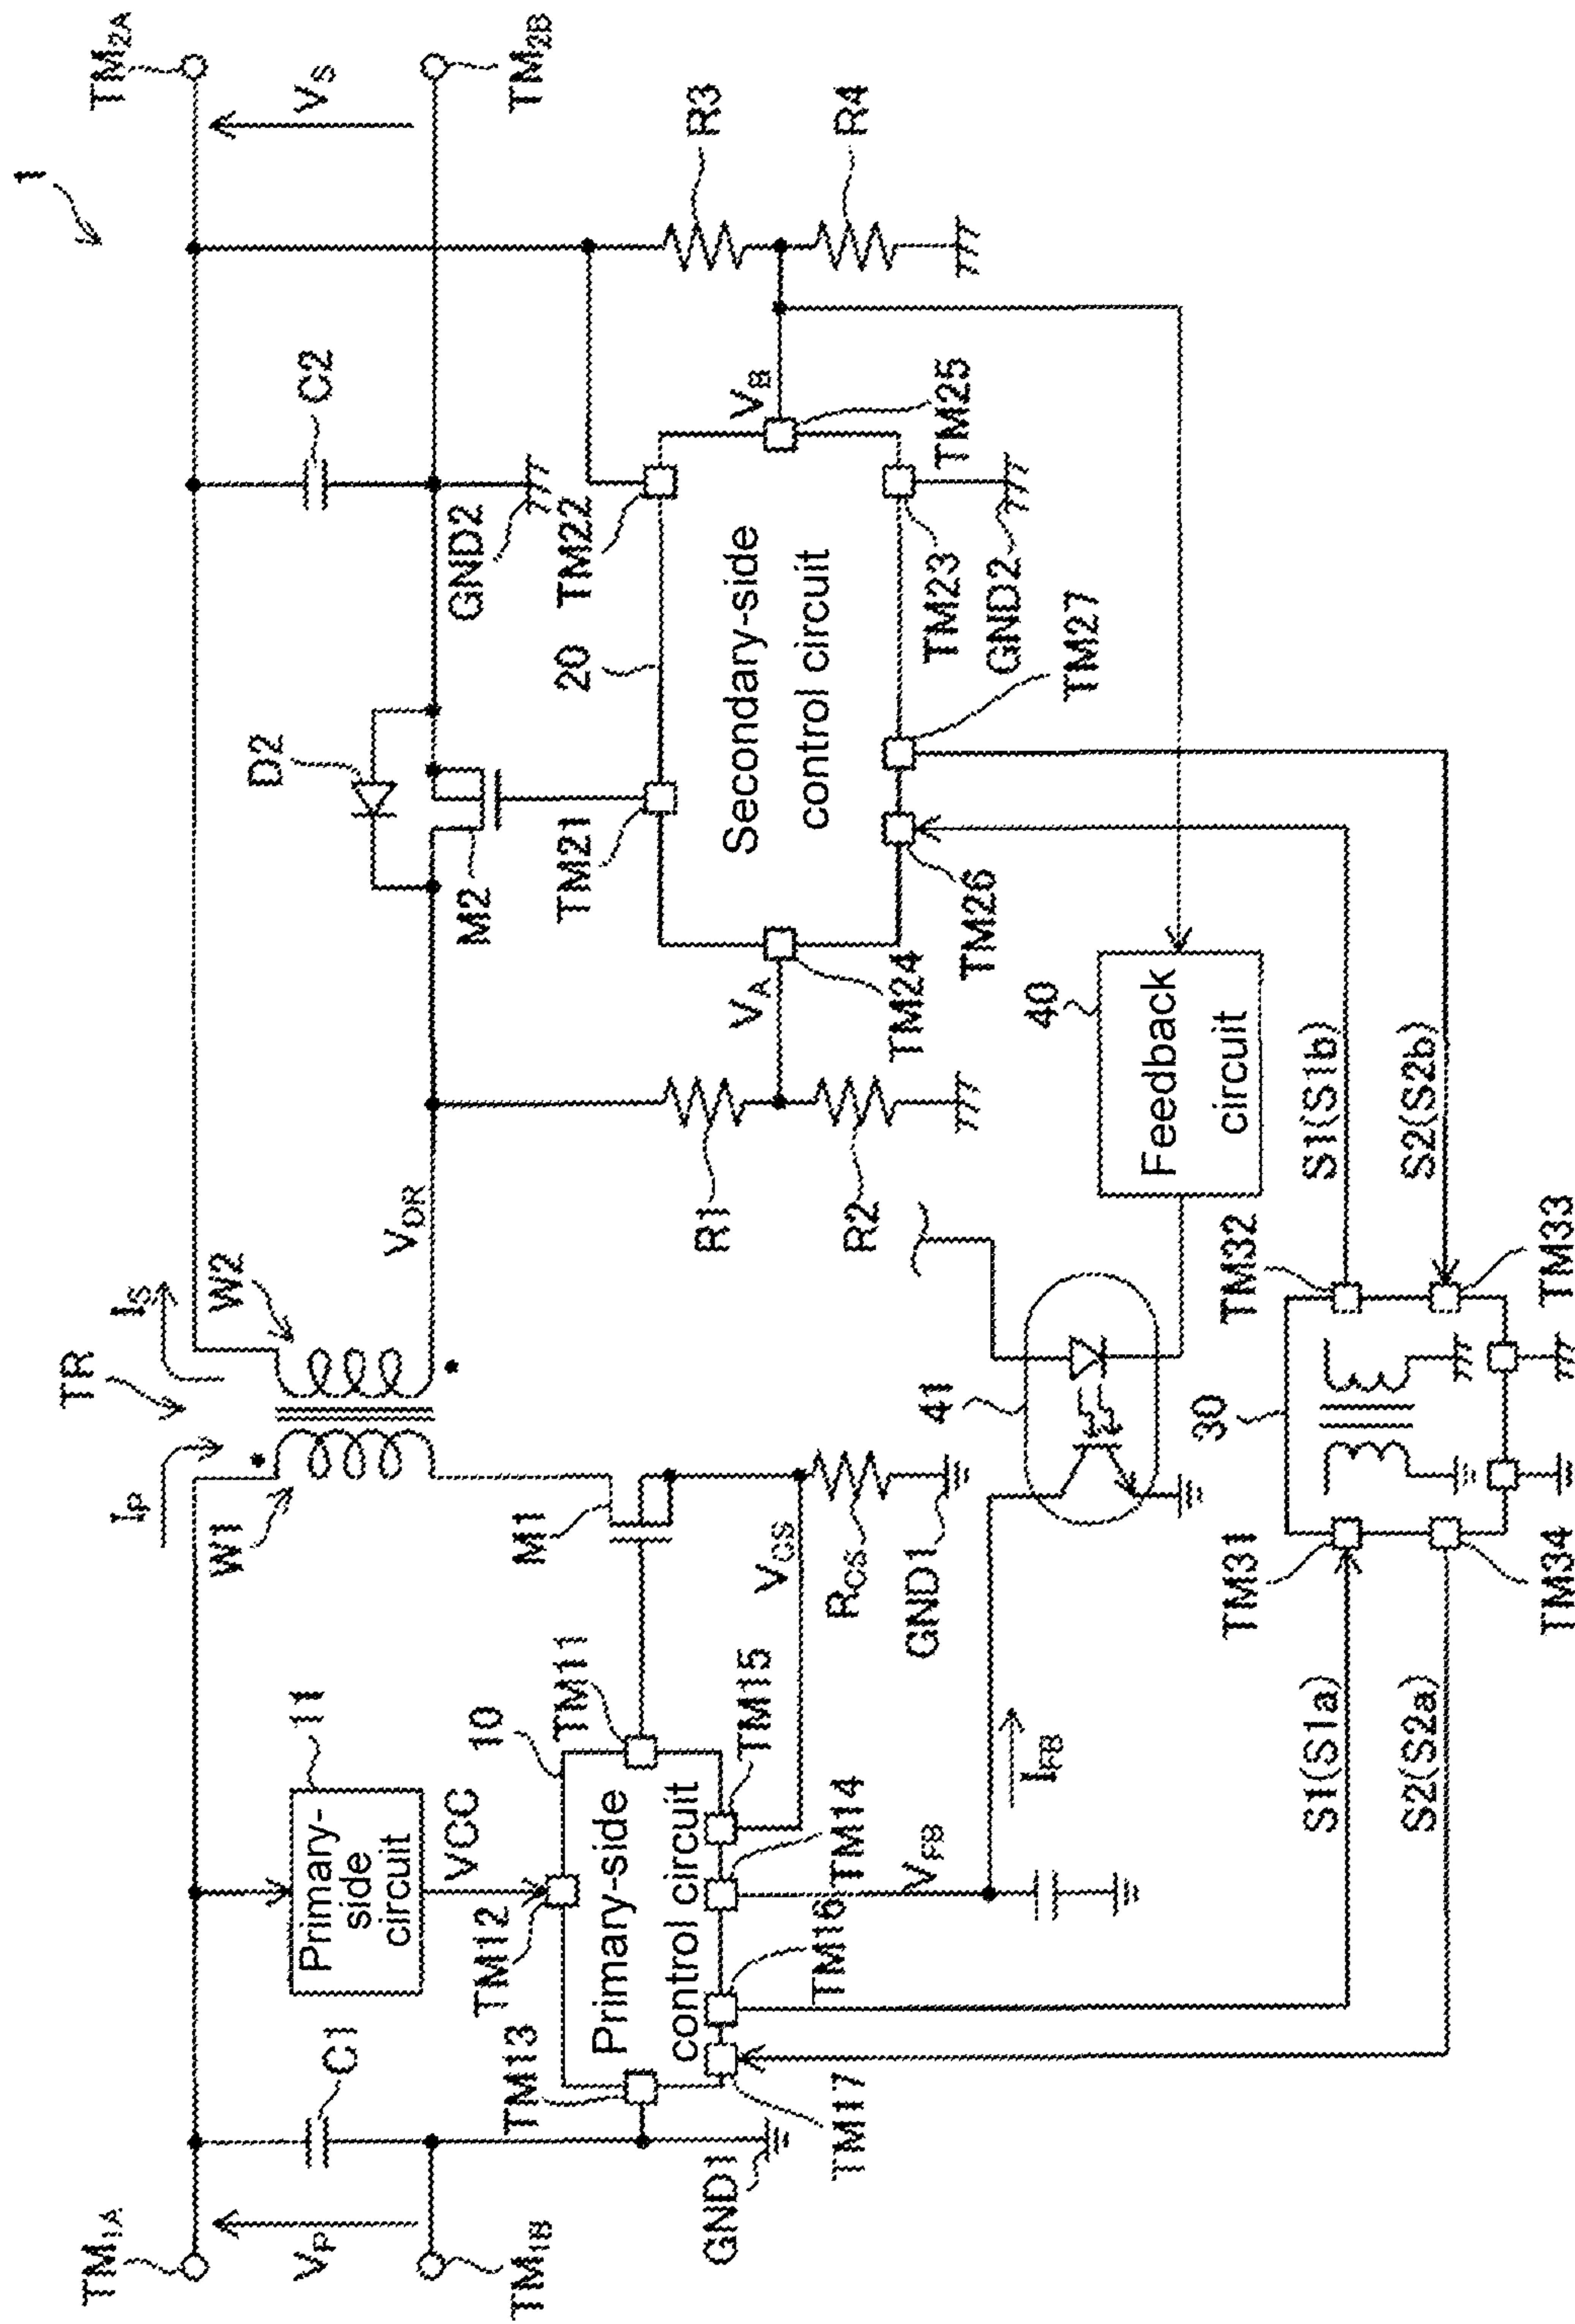 1
TM2A
VS
TM2B
R3
R4
C2
GND2
TM22
VB
TM25
D2
M2
20
TM21
Secondary-side
control circuit
TM23
GND2
TM27
TM26
VA
TM24
VDR
R1
R2
40
Feedback
circuit
S1(S1b)
S2(S2b)
TR
IS
W2
IP
W1
M1
VCS
RCS
GND1
41
30
TM32
TM33
TM31
TM34
11
Primary-
side
circuit
VCC
10
TM11
TM15
TM12
Primary-side
control circuit
TM14
VFB
IFB
TM16
S1(S1a)
S2(S2a)
C1
TM13
TM17
GND1
TM1A
VP
TM1B